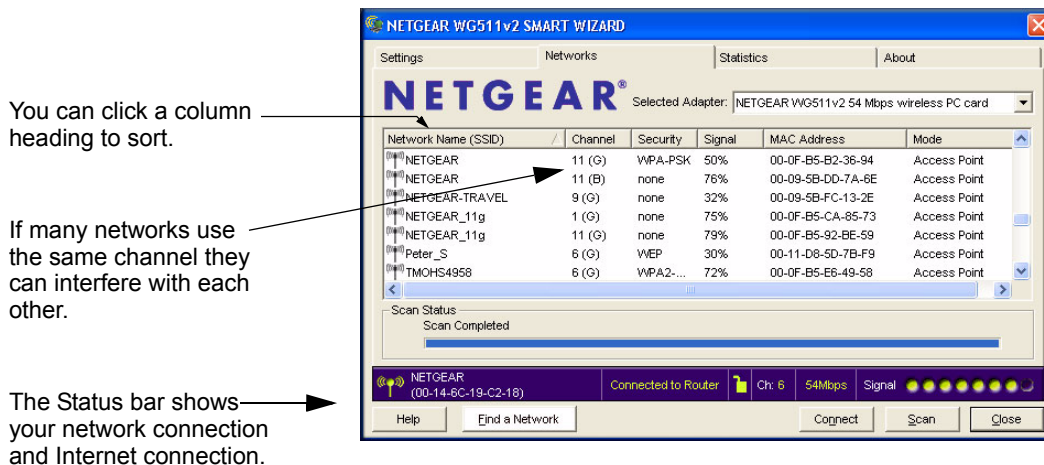 NETGEAR WG511v2 SMART WIZARD
Settings Networks Statistics About
NETGEAR® Selected Adapter: NETGEAR WG511v2 54 Mbps wireless PC card
You can click a column
heading to sort.
Network Name (SSID) Channel Security Signal MAC Address Mode
NETGEAR 11 (G) WPA-PSK 50% 00-0F-B5-B2-36-94 Access Point
NETGEAR 11 (B) none 76% 00-09-5B-DD-7A-6E Access Point
NETGEAR-TRAVEL 9 (G) none 32% 00-09-5B-FC-13-2E Access Point
NETGEAR_11g 1 (G) none 75% 00-0F-B5-CA-85-73 Access Point
NETGEAR_11g 11 (G) none 79% 00-0F-B5-92-BE-59 Access Point
Peter_S 6 (G) WEP 30% 00-11-D8-5D-7B-F9 Access Point
TMOHS4958 6 (G) WPA2-... 72% 00-0F-B5-E6-49-58 Access Point
If many networks use
the same channel they
can interfere with each
other.
Scan Status
Scan Completed
NETGEAR
(00-14-6C-19-C2-18) Connected to Router Ch: 6 54Mbps Signal
The Status bar shows
your network connection
and Internet connection.
Help Find a Network Connect Scan Close